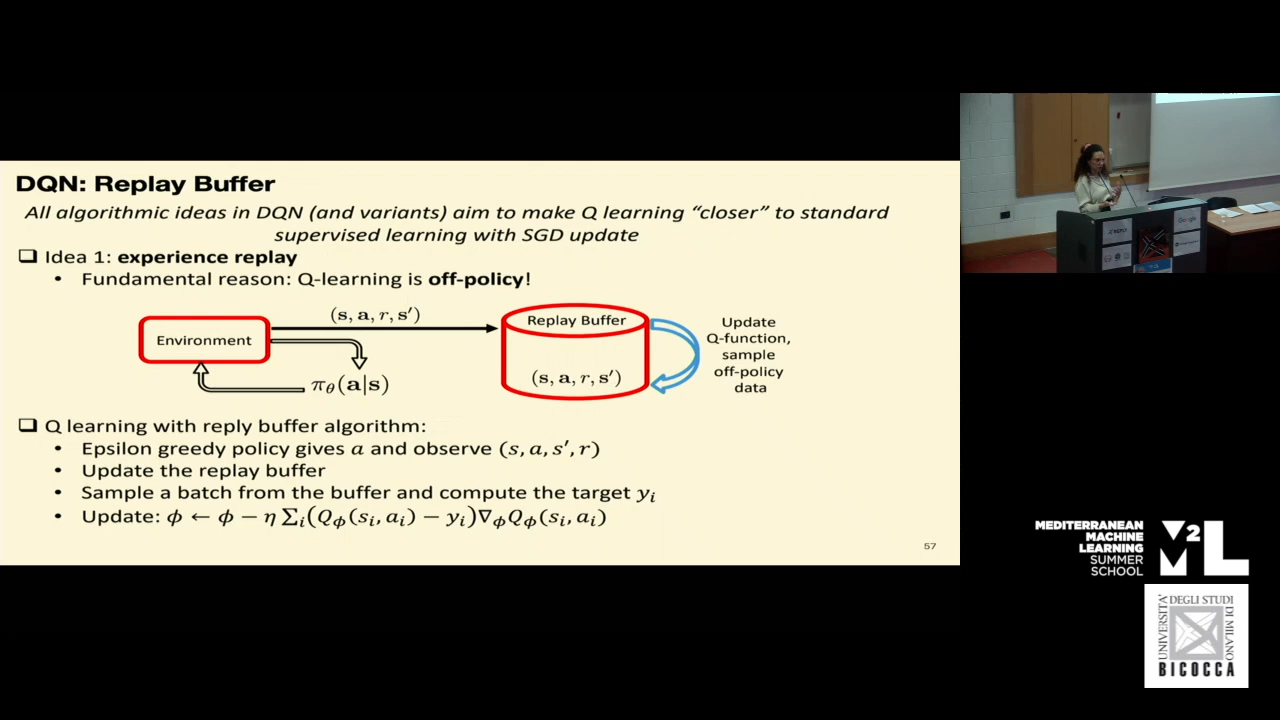 DQN: Replay Buffer
All algorithmic ideas in DQN (and variants) aim to make Q learning “closer” to standard
supervised learning with SGD update
❑ Idea 1: experience replay
• Fundamental reason: Q-learning is off-policy!
(s, a, r, s′)
Environment
πθ(a|s)
Replay Buffer
(s, a, r, s′)
Update
Q-function,
sample
off-policy
data
❑ Q learning with reply buffer algorithm:
• Epsilon greedy policy gives a and observe (s, a, s′, r)
• Update the replay buffer
• Sample a batch from the buffer and compute the target yᵢ
• Update: ϕ ← ϕ − η ∑ᵢ(Qϕ(sᵢ, aᵢ) − yᵢ)∇ϕQϕ(sᵢ, aᵢ)
57
Google
MEDITERRANEAN
MACHINE
LEARNING
SUMMER
SCHOOL
M2L
UNIVERSITA'
DEGLI STUDI
DI MILANO
BICOCCA